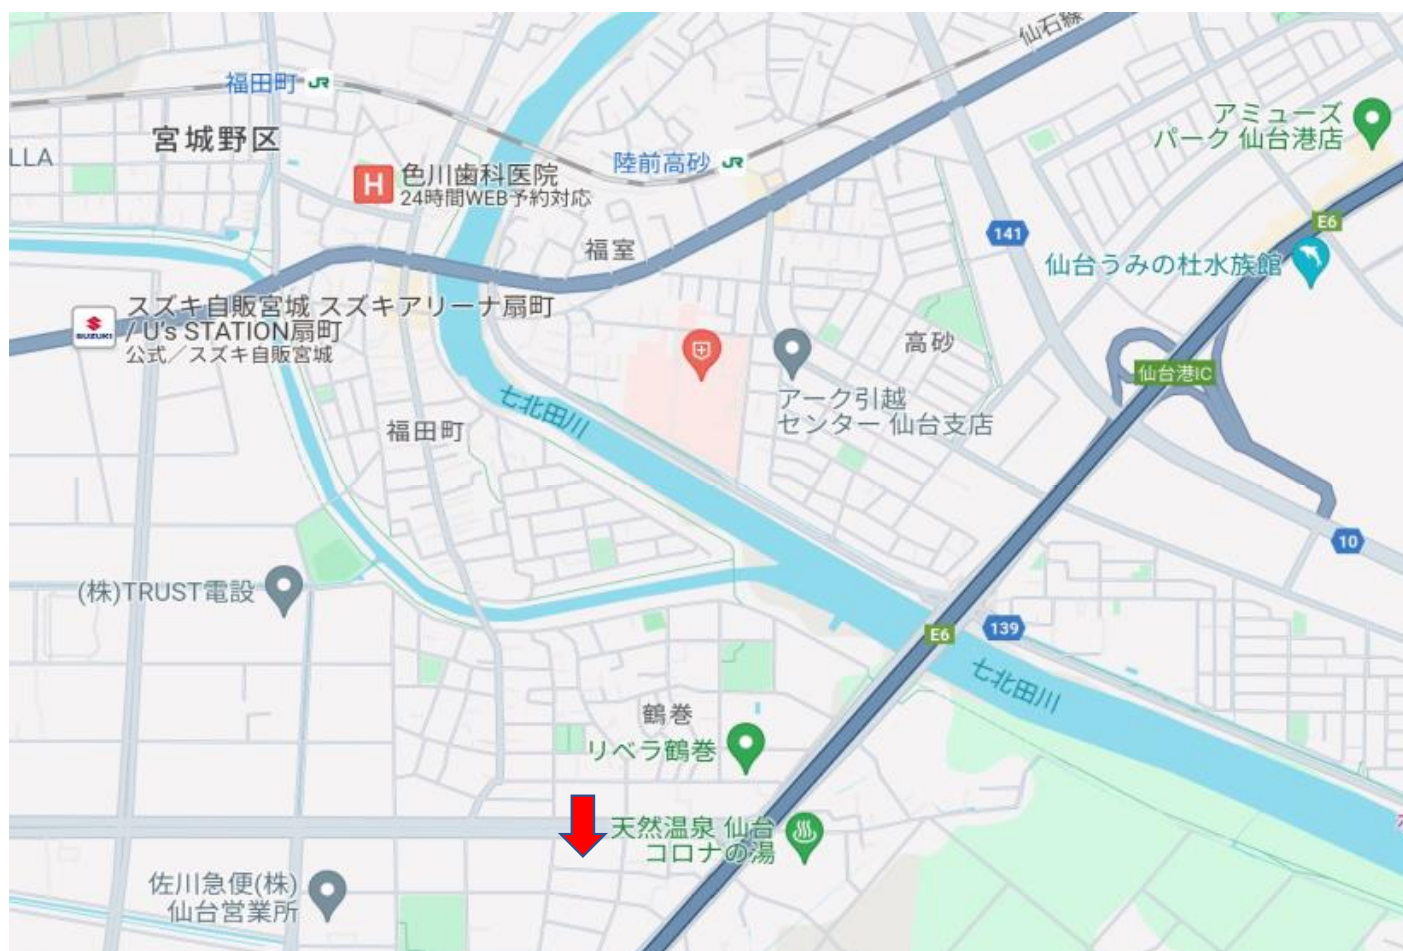 仙石線
福田町 JR
アミューズ
パーク 仙台港店
宮城野区
LLA
陸前高砂 JR
H
色川歯科医院
24時間WEB予約対応
E6
141
福室
仙台うみの杜水族館
スズキ自販宮城 スズキアリーナ扇町
/ U's STATION扇町
公式／スズキ自販宮城
SUZUKI
高砂
仙台港IC
アーク引越
センター 仙台支店
七北田川
福田町
10
(株)TRUST電設
E6
139
七北田川
鶴巻
リベラ鶴巻
天然温泉 仙台
コロナの湯
佐川急便(株)
仙台営業所